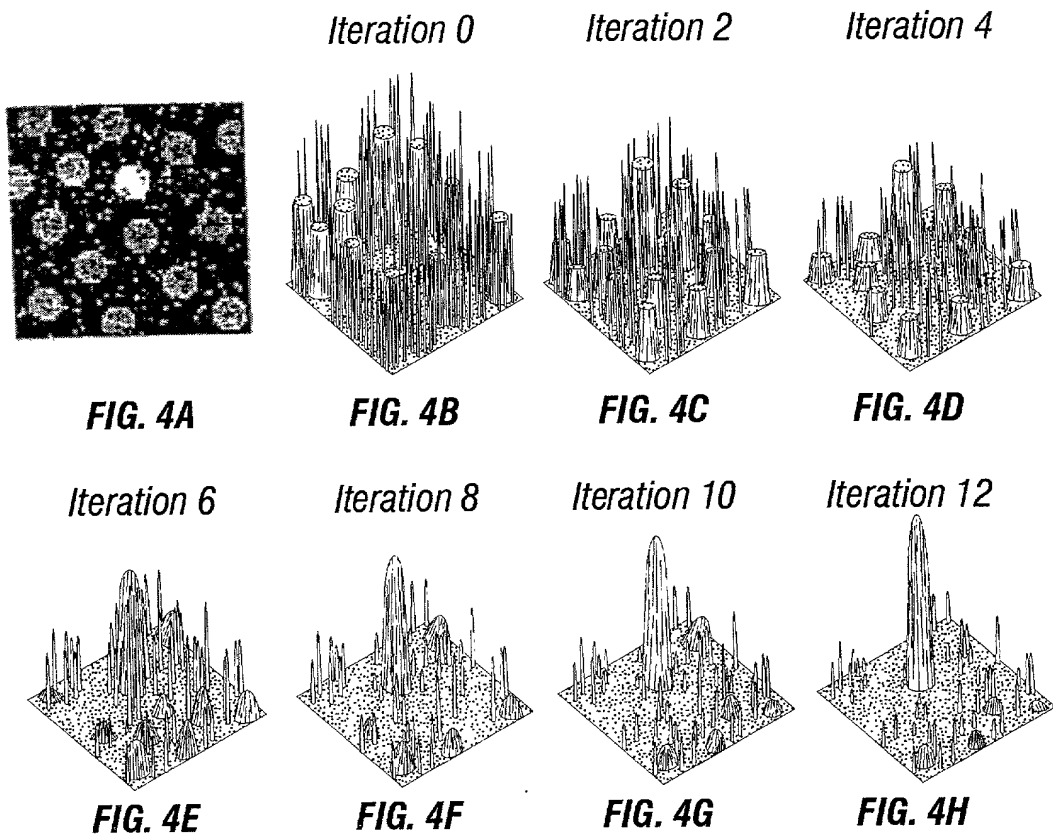 Iteration 0
Iteration 2
Iteration 4
FIG. 4A
FIG. 4B
FIG. 4C
FIG. 4D
Iteration 6
Iteration 8
Iteration 10
Iteration 12
FIG. 4E
FIG. 4F
FIG. 4G
FIG. 4H